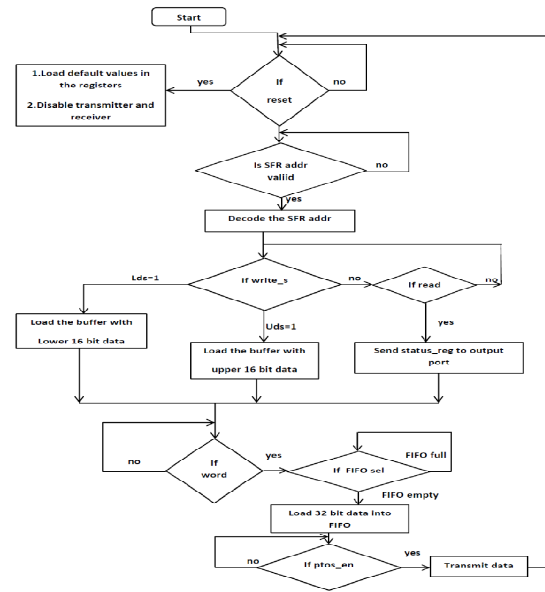 Start
1.Load default values in
the registers
2.Disable transmitter and
receiver
yes
If
reset
no
Is SFR addr
valiid
no
yes
Decode the SFR addr
Lds=1
If write_s
no
If read
no
Uds=1
yes
Load the buffer with
Lower 16 bit data
Load the buffer with
upper 16 bit data
Send status_reg to output
port
no
If
word
yes
If FIFO sel
FIFO full
FIFO empty
Load 32 bit data into
FIFO
no
If ptos_en
yes
Transmit data